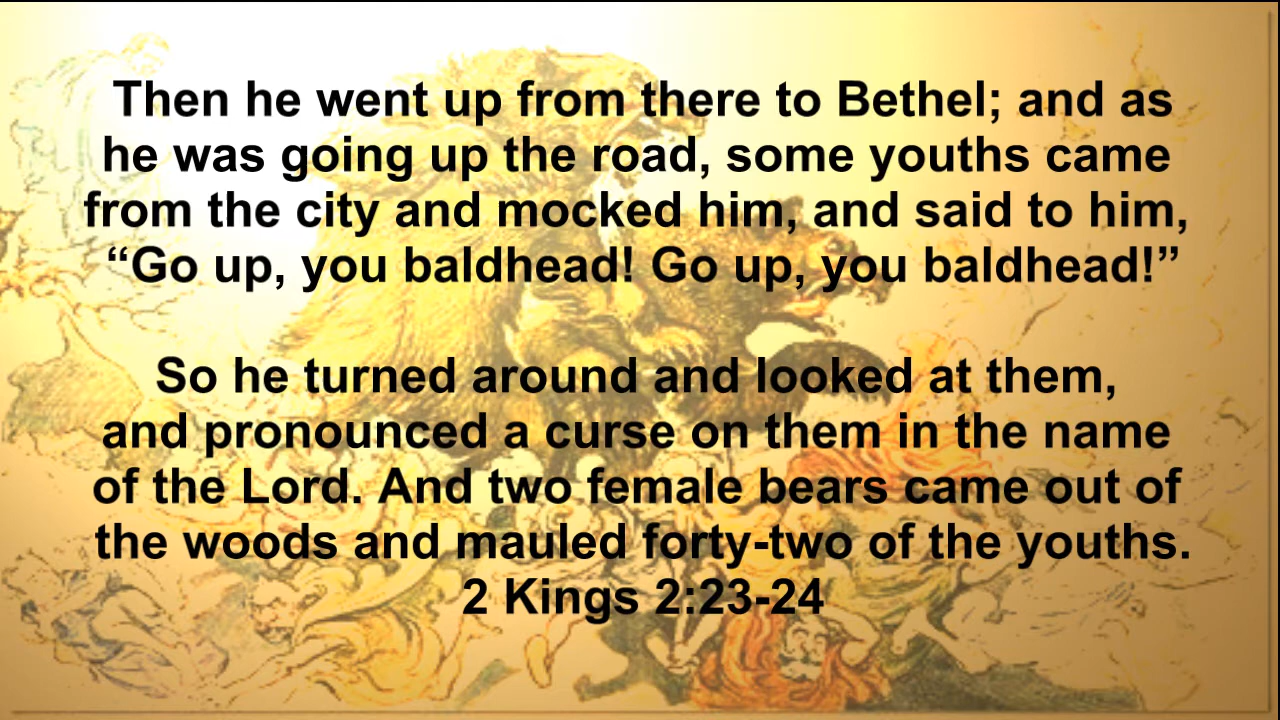 Then he went up from there to Bethel; and as
he was going up the road, some youths came
from the city and mocked him, and said to him,
“Go up, you baldhead! Go up, you baldhead!”
So he turned around and looked at them,
and pronounced a curse on them in the name
of the Lord. And two female bears came out of
the woods and mauled forty-two of the youths.
2 Kings 2:23-24